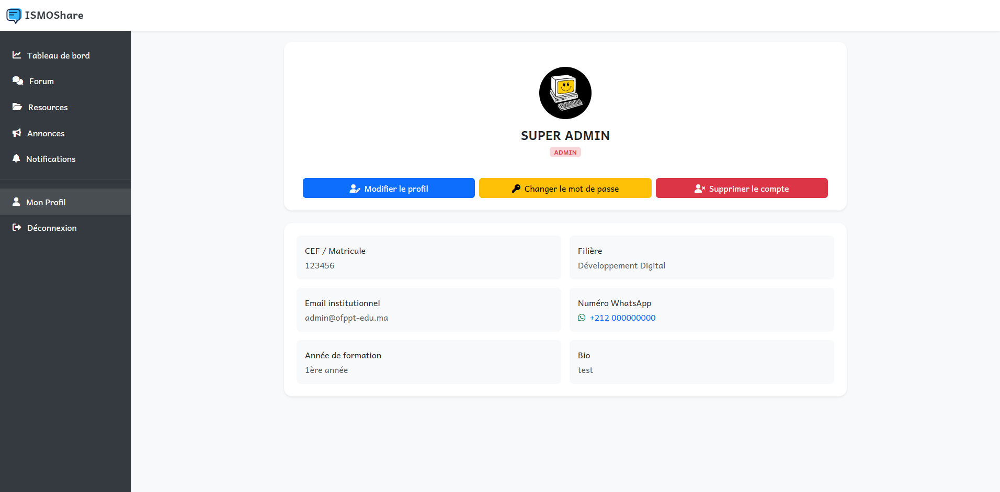 ISMOShare
Tableau de bord
Forum
Resources
Annonces
Notifications
Mon Profil
Déconnexion
SUPER ADMIN
ADMIN
Modifier le profil
Changer le mot de passe
Supprimer le compte
CEF / Matricule
123456
Filière
Développement Digital
Email institutionnel
admin@ofppt-edu.ma
Numéro WhatsApp
+212 000000000
Année de formation
1ère année
Bio
test